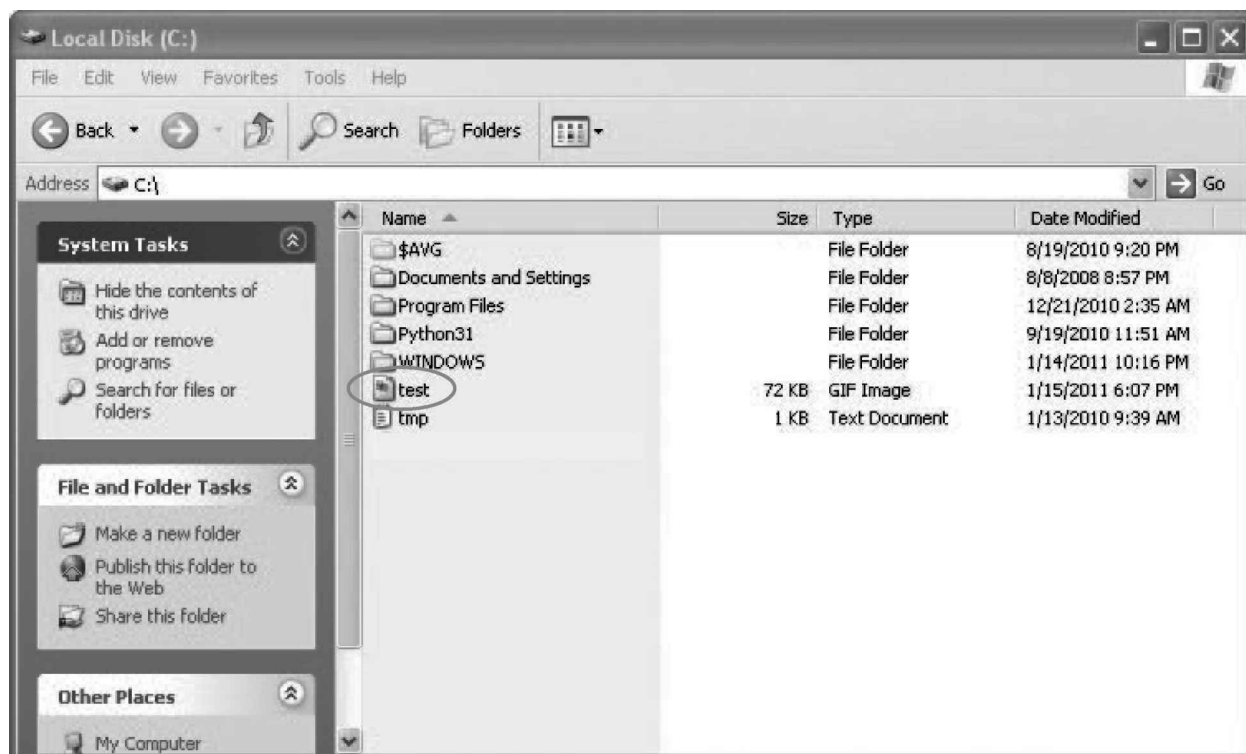 Local Disk (C:)
File Edit View Favorites Tools Help
Back Search Folders
Address C:\ Go
Name Size Type Date Modified
$AVG File Folder 8/19/2010 9:20 PM
Documents and Settings File Folder 8/8/2008 8:57 PM
Program Files File Folder 12/21/2010 2:35 AM
Python31 File Folder 9/19/2010 11:51 AM
WINDOWS File Folder 1/14/2011 10:16 PM
test 72 KB GIF Image 1/15/2011 6:07 PM
tmp 1 KB Text Document 1/13/2010 9:39 AM
System Tasks
Hide the contents of
this drive
Add or remove
programs
Search for files or
folders
File and Folder Tasks
Make a new folder
Publish this folder to
the Web
Share this folder
Other Places
My Computer